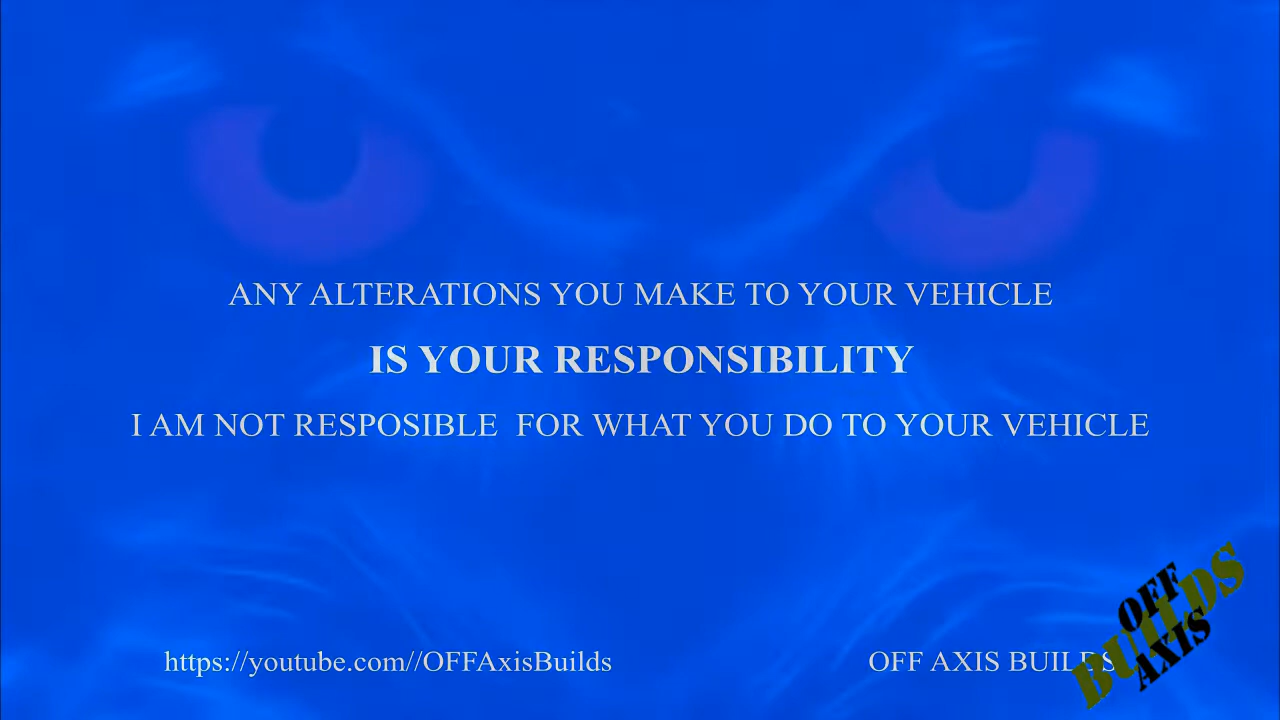 ANY ALTERATIONS YOU MAKE TO YOUR VEHICLE
IS YOUR RESPONSIBILITY
I AM NOT RESPOSIBLE  FOR WHAT YOU DO TO YOUR VEHICLE
https://youtube.com//OFFAxisBuilds
OFF AXIS BUILDS
OFF
BUILDS
AXIS